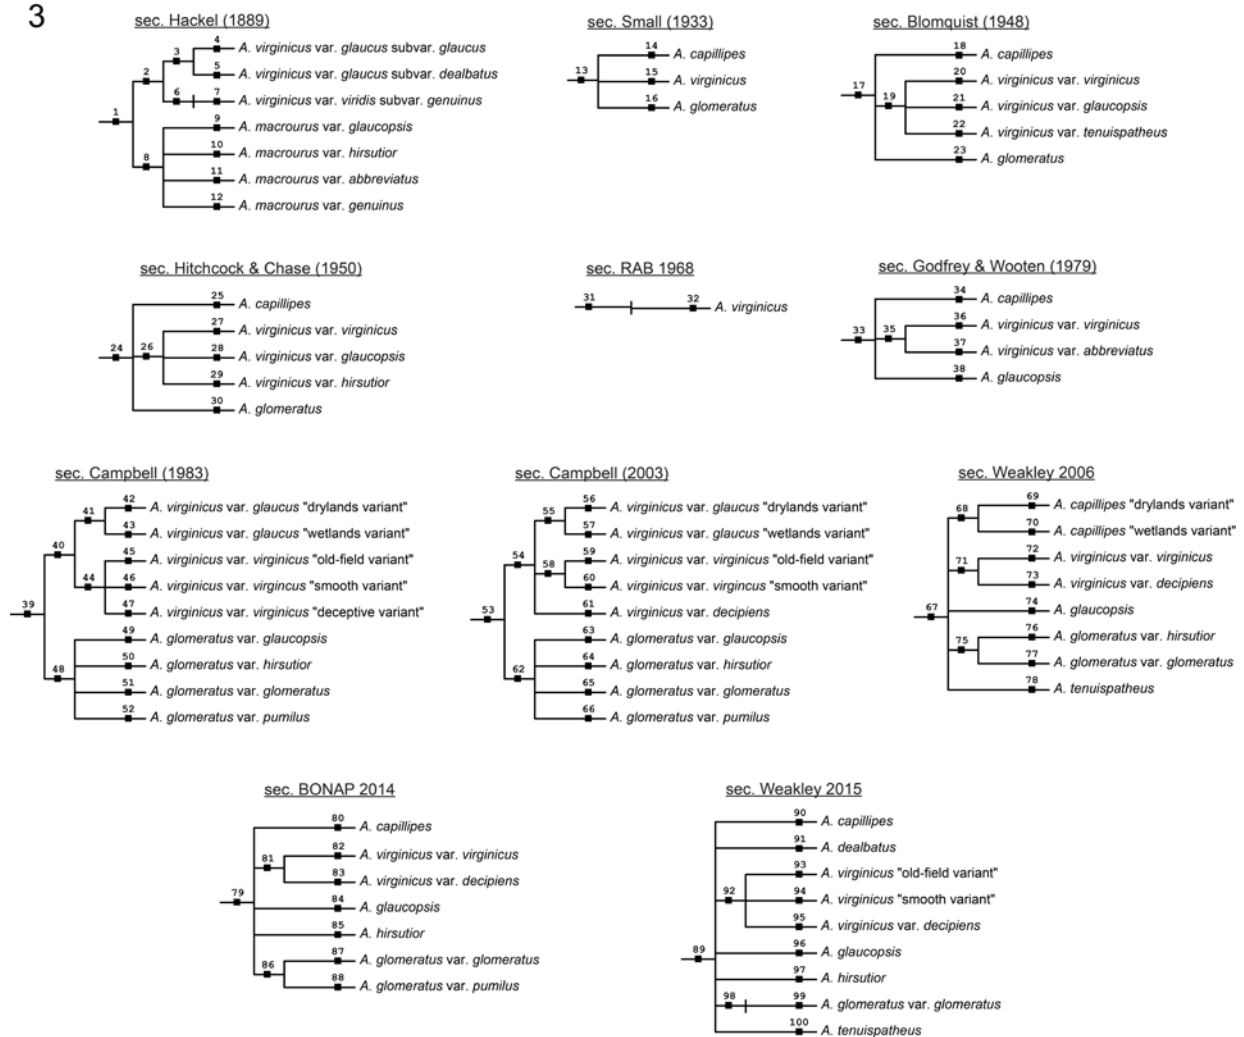 3
sec. Hackel (1889)
1
2
3
4 A. virginicus var. glaucus subvar. glaucus
5 A. virginicus var. glaucus subvar. dealbatus
6
7 A. virginicus var. viridis subvar. genuinus
8
9 A. macrourus var. glaucopsis
10 A. macrourus var. hirsutior
11 A. macrourus var. abbreviatus
12 A. macrourus var. genuinus
sec. Small (1933)
13
14 A. capillipes
15 A. virginicus
16 A. glomeratus
sec. Blomquist (1948)
17
18 A. capillipes
19
20 A. virginicus var. virginicus
21 A. virginicus var. glaucopsis
22 A. virginicus var. tenuispatheus
23 A. glomeratus
sec. Hitchcock & Chase (1950)
24
25 A. capillipes
26
27 A. virginicus var. virginicus
28 A. virginicus var. glaucopsis
29 A. virginicus var. hirsutior
30 A. glomeratus
sec. RAB 1968
31
32 A. virginicus
sec. Godfrey & Wooten (1979)
33
34 A. capillipes
35
36 A. virginicus var. virginicus
37 A. virginicus var. abbreviatus
38 A. glaucopsis
sec. Campbell (1983)
39
40
41
42 A. virginicus var. glaucus "drylands variant"
43 A. virginicus var. glaucus "wetlands variant"
44
45 A. virginicus var. virginicus "old-field variant"
46 A. virginicus var. virgincus "smooth variant"
47 A. virginicus var. virginicus "deceptive variant"
48
49 A. glomeratus var. glaucopsis
50 A. glomeratus var. hirsutior
51 A. glomeratus var. glomeratus
52 A. glomeratus var. pumilus
sec. Campbell (2003)
53
54
55
56 A. virginicus var. glaucus "drylands variant"
57 A. virginicus var. glaucus "wetlands variant"
58
59 A. virginicus var. virginicus "old-field variant"
60 A. virginicus var. virgincus "smooth variant"
61 A. virginicus var. decipiens
62
63 A. glomeratus var. glaucopsis
64 A. glomeratus var. hirsutior
65 A. glomeratus var. glomeratus
66 A. glomeratus var. pumilus
sec. Weakley 2006
67
68
69 A. capillipes "drylands variant"
70 A. capillipes "wetlands variant"
71
72 A. virginicus var. virginicus
73 A. virginicus var. decipiens
74 A. glaucopsis
75
76 A. glomeratus var. hirsutior
77 A. glomeratus var. glomeratus
78 A. tenuispatheus
sec. BONAP 2014
79
80 A. capillipes
81
82 A. virginicus var. virginicus
83 A. virginicus var. decipiens
84 A. glaucopsis
85 A. hirsutior
86
87 A. glomeratus var. glomeratus
88 A. glomeratus var. pumilus
sec. Weakley 2015
89
90 A. capillipes
91 A. dealbatus
92
93 A. virginicus "old-field variant"
94 A. virginicus "smooth variant"
95 A. virginicus var. decipiens
96 A. glaucopsis
97 A. hirsutior
98
99 A. glomeratus var. glomeratus
100 A. tenuispatheus